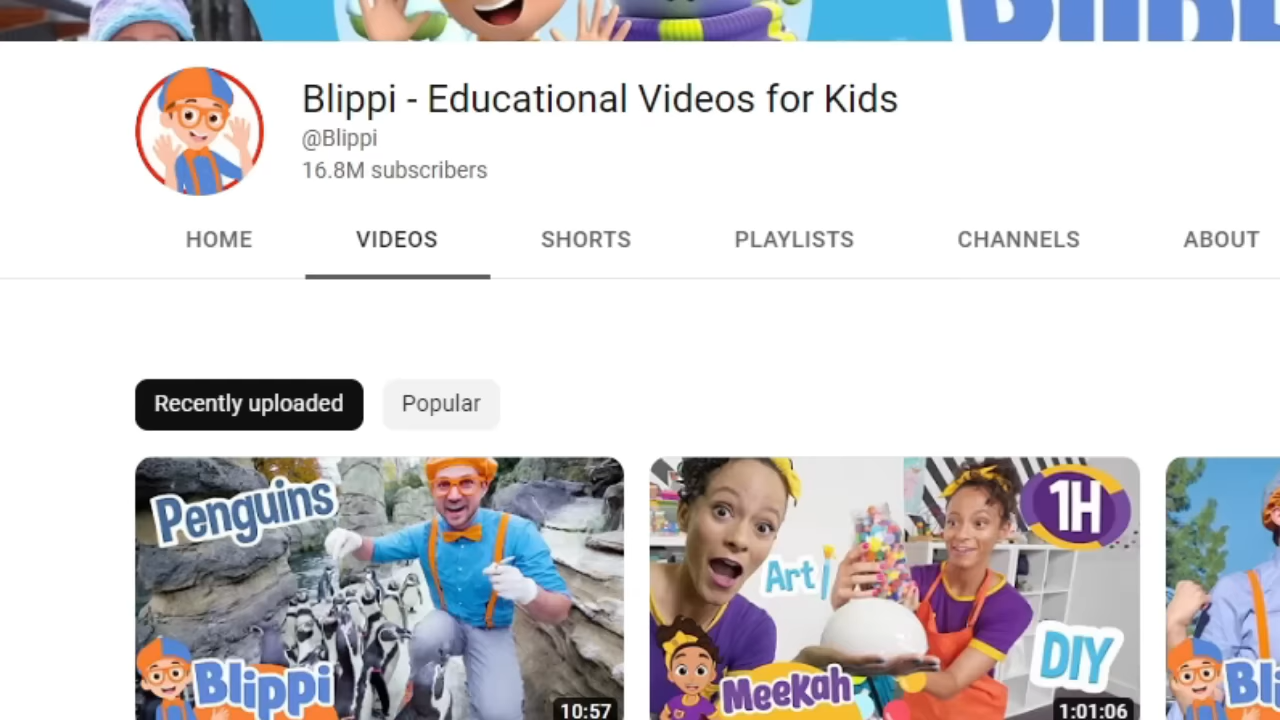 Blippi - Educational Videos for Kids
@Blippi
16.8M subscribers
HOME VIDEOS SHORTS PLAYLISTS CHANNELS ABOUT
Recently uploaded Popular
Penguins
Blippi
10:57
1H
Art
DIY
Meekah
1:01:06